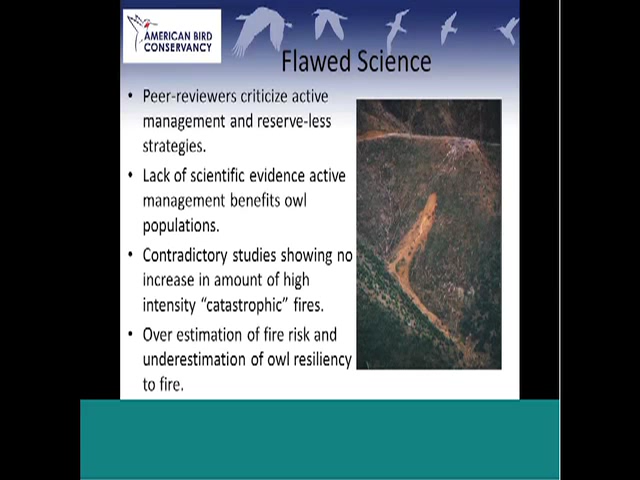 AMERICAN BIRD
CONSERVANCY
Flawed Science
• Peer-reviewers criticize active
management and reserve-less
strategies.
• Lack of scientific evidence active
management benefits owl
populations.
• Contradictory studies showing no
increase in amount of high
intensity “catastrophic” fires.
• Over estimation of fire risk and
underestimation of owl resiliency
to fire.